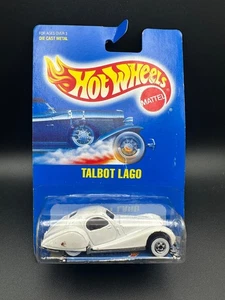 FOR AGES OVER 3
DIE CAST METAL
HOT WHEELS
MATTEL
TALBOT LAGO